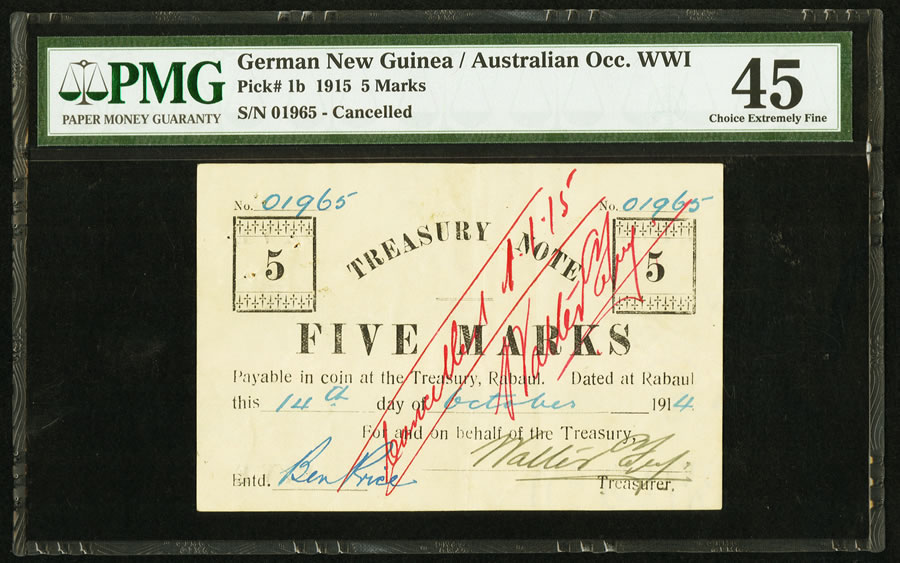 PMG
PAPER MONEY GUARANTY
German New Guinea / Australian Occ. WWI
Pick# 1b 1915 5 Marks
S/N 01965 - Cancelled
45
Choice Extremely Fine
No. 01965
No. 01965
5
TREASURY NOTE
5
FIVE MARKS
Payable in coin at the Treasury, Rabaul. Dated at Rabaul
this 14th day of October 1914
For and on behalf of the Treasury,
Entd. Ben Price
Walter
Treasurer.
Cancelled
Walter